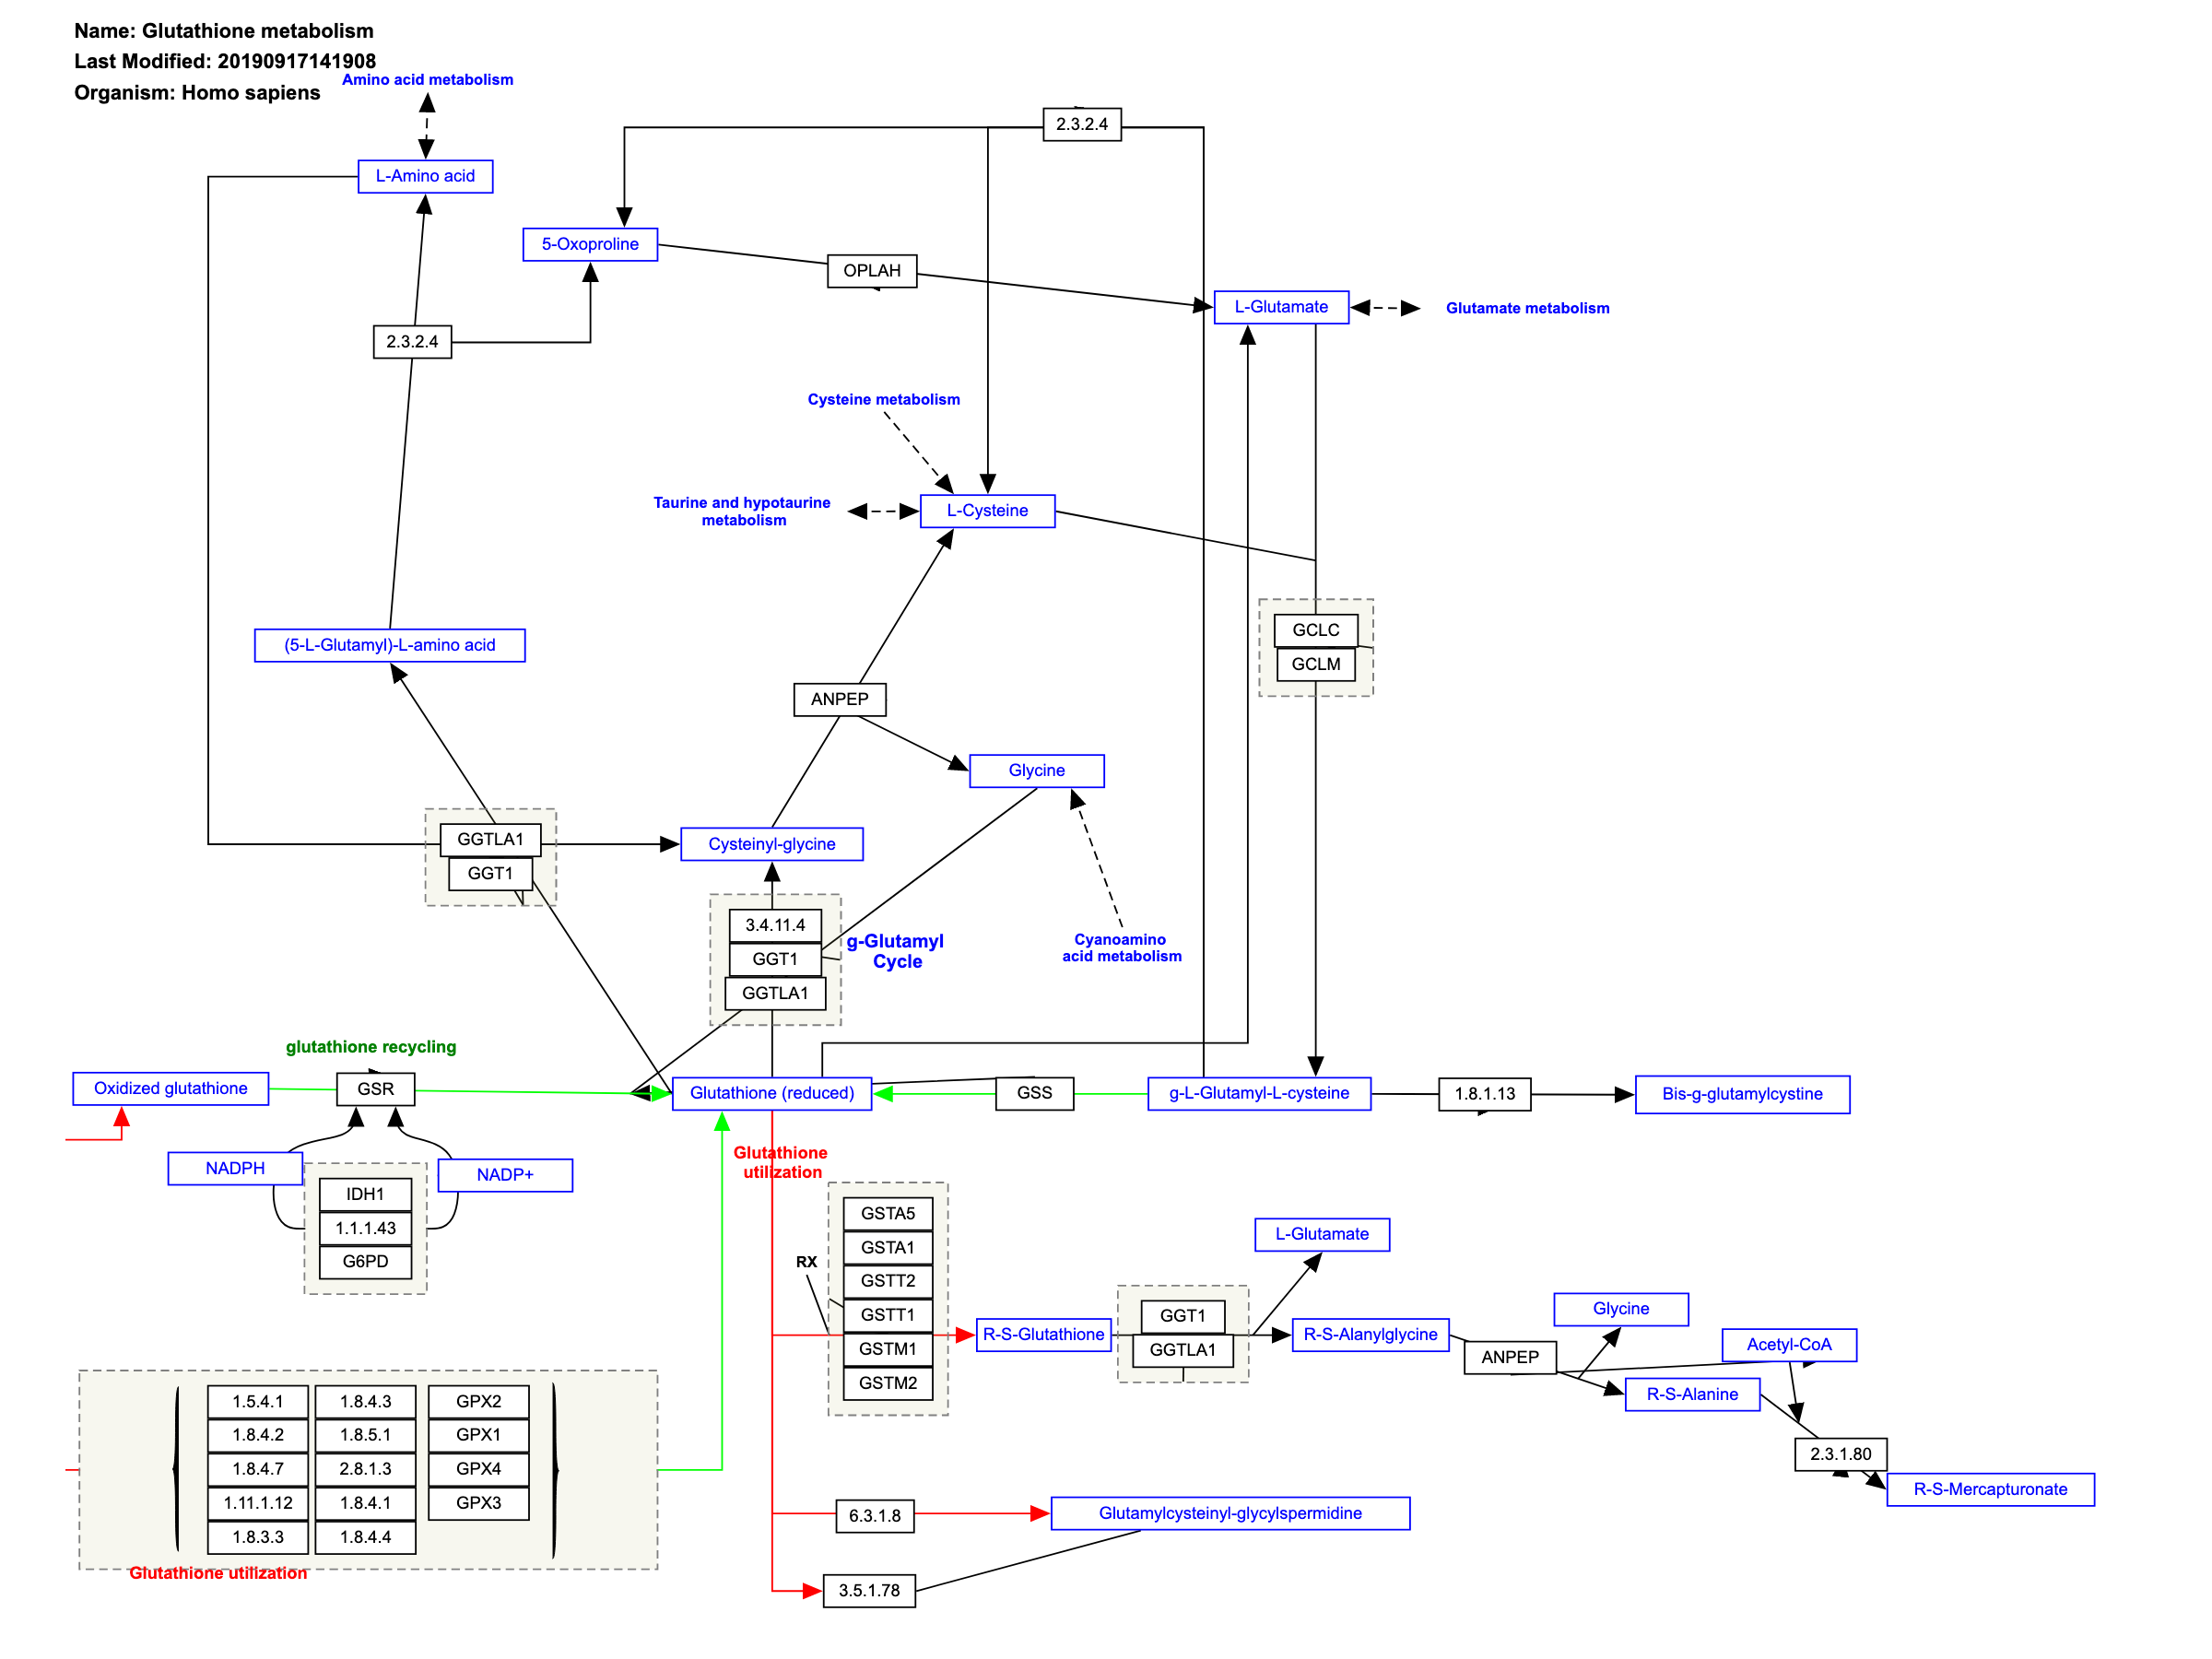 Name: Glutathione metabolism
Last Modified: 20190917141908
Organism: Homo sapiens
Amino acid metabolism
2.3.2.4
L-Amino acid
5-Oxoproline
OPLAH
L-Glutamate
Glutamate metabolism
2.3.2.4
Cysteine metabolism
Taurine and hypotaurine
metabolism
L-Cysteine
(5-L-Glutamyl)-L-amino acid
GCLC
GCLM
ANPEP
Glycine
GGTLA1
GGT1
Cysteinyl-glycine
3.4.11.4
GGT1
GGTLA1
g-Glutamyl
Cycle
Cyanoamino
acid metabolism
glutathione recycling
Oxidized glutathione
GSR
Glutathione (reduced)
GSS
g-L-Glutamyl-L-cysteine
1.8.1.13
Bis-g-glutamylcystine
NADPH
NADP+
IDH1
1.1.1.43
G6PD
Glutathione
utilization
RX
GSTA5
GSTA1
GSTT2
GSTT1
GSTM1
GSTM2
L-Glutamate
R-S-Glutathione
GGT1
GGTLA1
R-S-Alanylglycine
Glycine
ANPEP
Acetyl-CoA
R-S-Alanine
2.3.1.80
R-S-Mercapturonate
1.5.4.1
1.8.4.3
GPX2
1.8.4.2
1.8.5.1
GPX1
1.8.4.7
2.8.1.3
GPX4
1.11.1.12
1.8.4.1
GPX3
1.8.3.3
1.8.4.4
Glutathione utilization
6.3.1.8
Glutamylcysteinyl-glycylspermidine
3.5.1.78